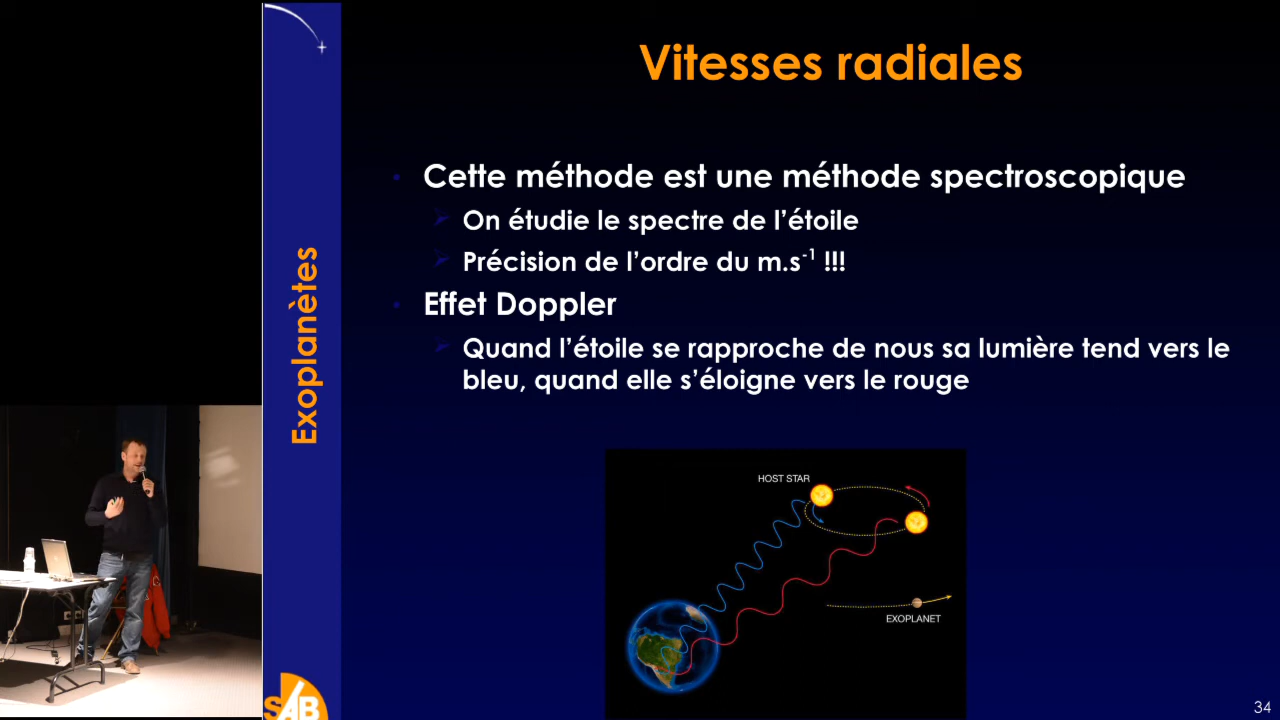 Vitesses radiales
Cette méthode est une méthode spectroscopique
On étudie le spectre de l'étoile
Précision de l'ordre du m.s⁻¹ !!!
Effet Doppler
Quand l'étoile se rapproche de nous sa lumière tend vers le
bleu, quand elle s'éloigne vers le rouge
HOST STAR
EXOPLANET
Exoplanètes
SAB
34